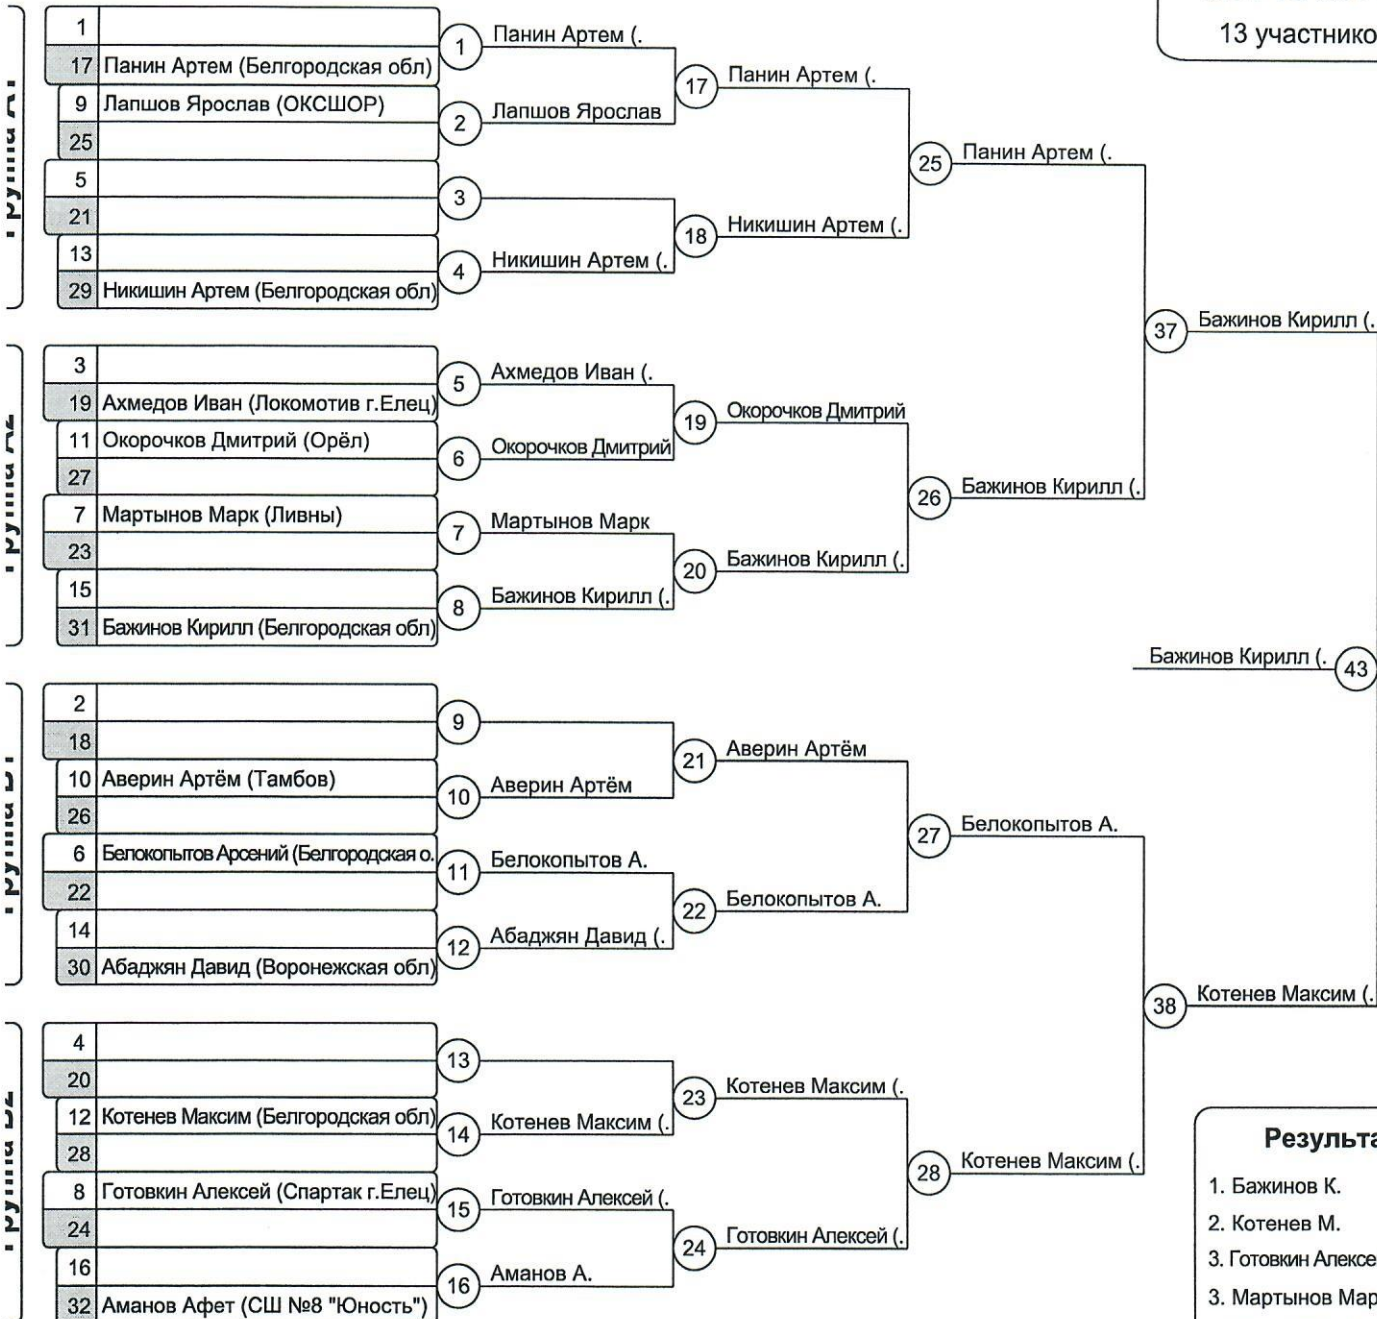 13 участнико
Группа А1
1
17 Панин Артем (Белгородская обл)
9 Лапшов Ярослав (ОКСШОР)
25
5
21
13
29 Никишин Артем (Белгородская обл)
1 Панин Артем (.
2 Лапшов Ярослав
3
4 Никишин Артем (.
17 Панин Артем (.
18 Никишин Артем (.
25 Панин Артем (.
Группа А2
3
19 Ахмедов Иван (Локомотив г.Елец)
11 Окорочков Дмитрий (Орёл)
27
7 Мартынов Марк (Ливны)
23
15
31 Бажинов Кирилл (Белгородская обл)
5 Ахмедов Иван (.
6 Окорочков Дмитрий
7 Мартынов Марк
8 Бажинов Кирилл (.
19 Окорочков Дмитрий
20 Бажинов Кирилл (.
26 Бажинов Кирилл (.
37 Бажинов Кирилл (.
Бажинов Кирилл (. 43
2
18
10 Аверин Артём (Тамбов)
26
6 Белокопытов Арсений (Белгородская о.
22
14
30 Абаджян Давид (Воронежская обл)
9
10 Аверин Артём
11 Белокопытов А.
12 Абаджян Давид (.
21 Аверин Артём
22 Белокопытов А.
27 Белокопытов А.
4
20
12 Котенев Максим (Белгородская обл)
28
8 Готовкин Алексей (Спартак г.Елец)
24
16
32 Аманов Афет (СШ №8 "Юность")
13
14 Котенев Максим (.
15 Готовкин Алексей (.
16 Аманов А.
23 Котенев Максим (.
24 Готовкин Алексей (.
28 Котенев Максим (.
38 Котенев Максим (.
Результа
1. Бажинов К.
2. Котенев М.
3. Готовкин Алексе
3. Мартынов Мар